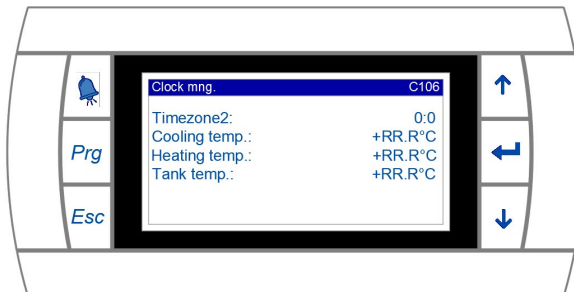 Clock mng. C106
Timezone2: 0:0
Cooling temp.: +RR.R°C
Heating temp.: +RR.R°C
Tank temp.: +RR.R°C
Prg
Esc